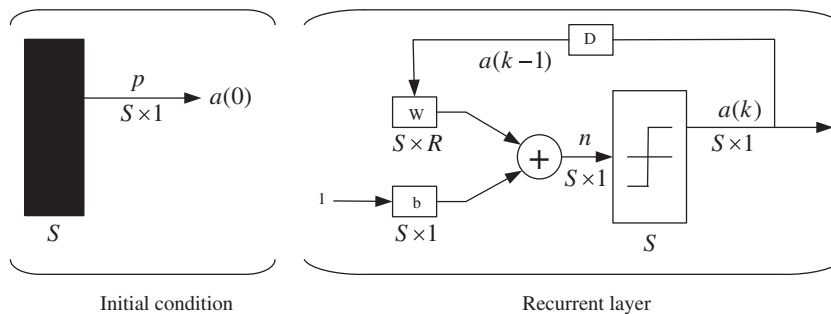 p
S×1
a(0)
S
Initial condition
D
a(k−1)
W
S×R
1
b
S×1
+
n
S×1
S
a(k)
S×1
Recurrent layer